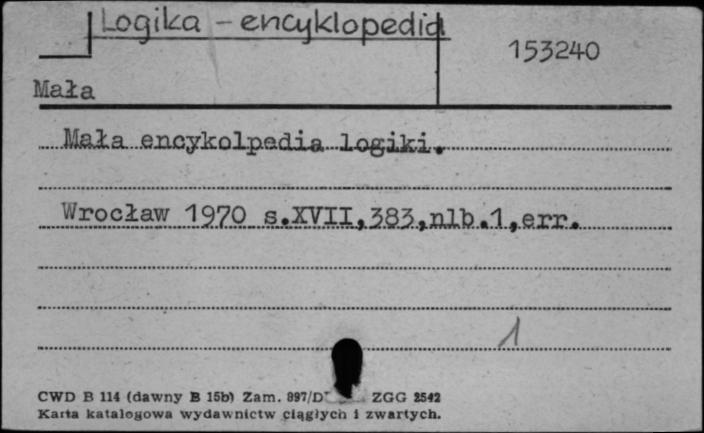 Logika - encyklopedia
153240
Mała
Mała encykolpedia logiki.
Wrocław 1970 s.XVII,383,nlb.1,err.
1
CWD B 114 (dawny B 15b) Zam. 897/D ZGG 2542
Karta katalogowa wydawnictw ciągłych i zwartych.